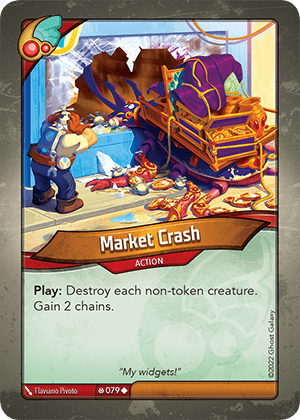 Market Crash
ACTION
Play: Destroy each non-token creature.
Gain 2 chains.
"My widgets!"
Flaviano Pivoto
079
©2022 Ghost Galaxy